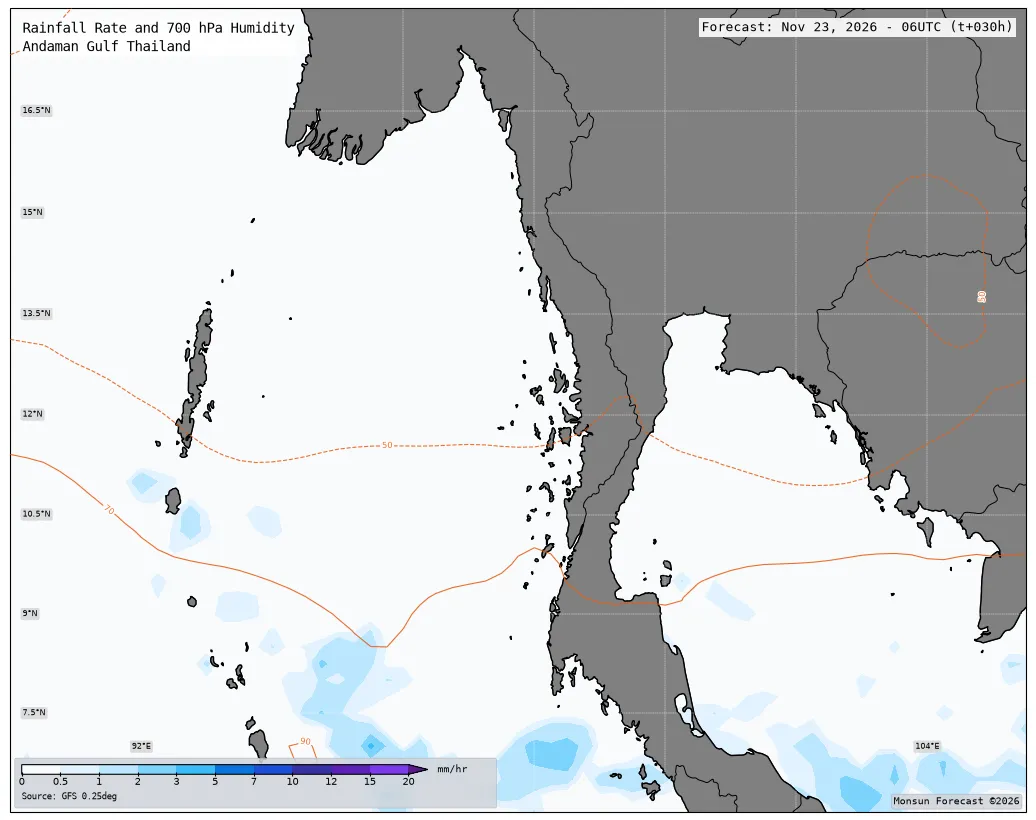 Rainfall Rate and 700 hPa Humidity
Andaman Gulf Thailand
Forecast: Nov 23, 2026 - 06UTC (t+030h)
16.5°N
15°N
13.5°N
12°N
10.5°N
9°N
7.5°N
50
50
70
90
92°E
104°E
0 0.5 1 2 3 5 7 10 12 15 20 mm/hr
Source: GFS 0.25deg
Monsun Forecast ©2026